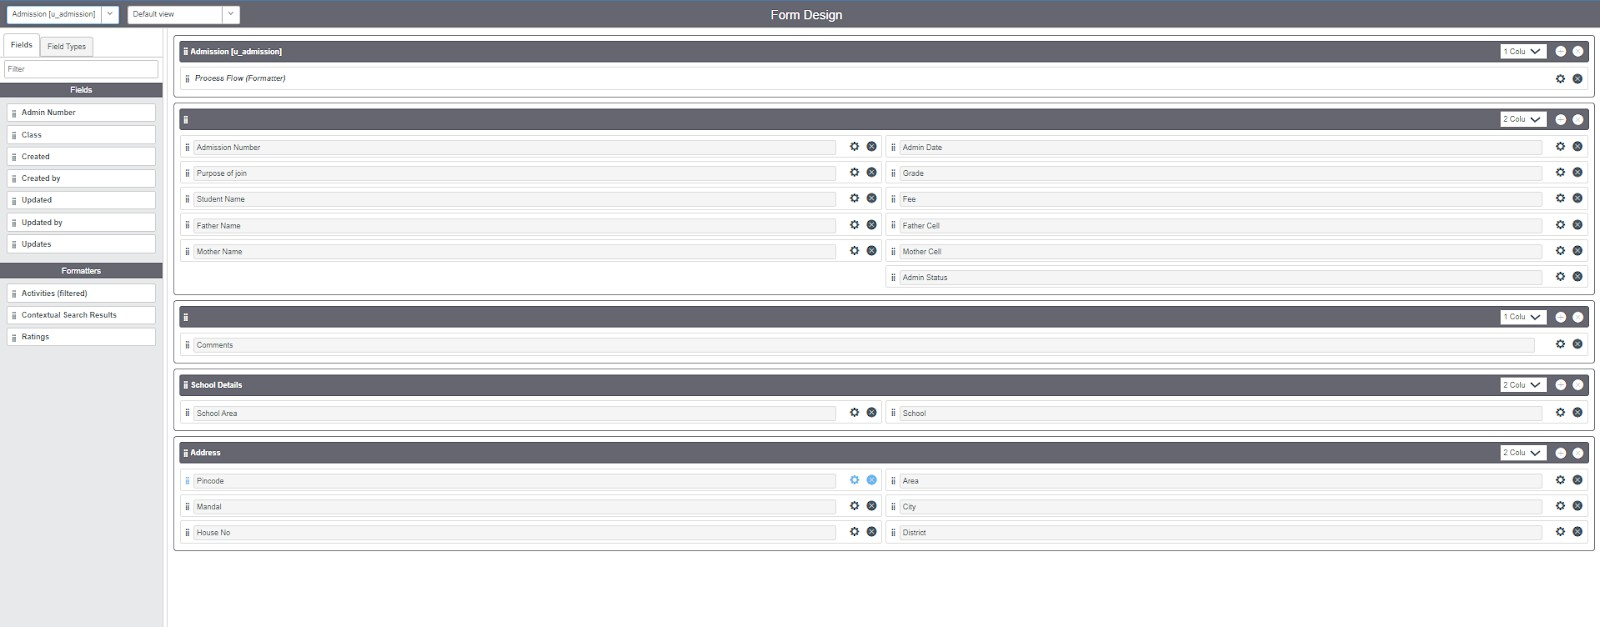 Admission [u_admission]
Default view
Form Design
Fields
Field Types
Filter
Fields
Admin Number
Class
Created
Created by
Updated
Updated by
Updates
Formatters
Activities (filtered)
Contextual Search Results
Ratings
Admission [u_admission]
1 Colu
Process Flow (Formatter)
2 Colu
Admission Number
Admin Date
Purpose of join
Grade
Student Name
Fee
Father Name
Father Cell
Mother Name
Mother Cell
Admin Status
1 Colu
Comments
School Details
2 Colu
School Area
School
Address
2 Colu
Pincode
Area
Mandal
City
House No
District